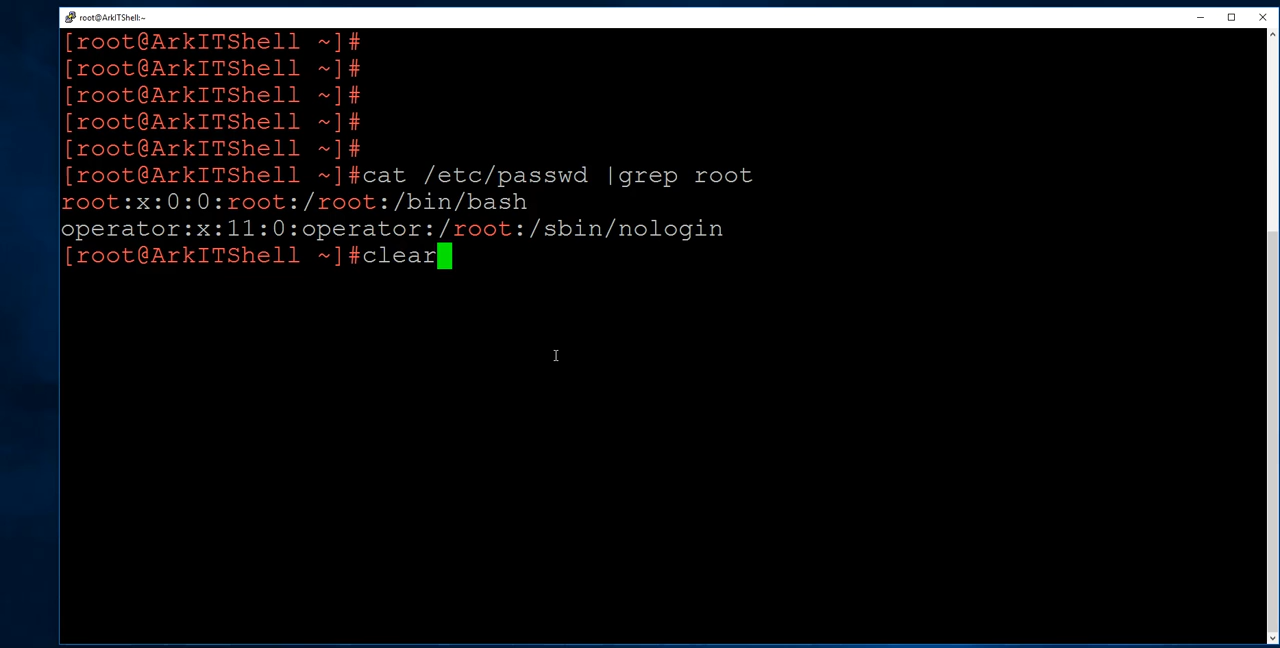 root@ArkITShell:~
[root@ArkITShell ~]#
[root@ArkITShell ~]#
[root@ArkITShell ~]#
[root@ArkITShell ~]#
[root@ArkITShell ~]#
[root@ArkITShell ~]#cat /etc/passwd |grep root
root:x:0:0:root:/root:/bin/bash
operator:x:11:0:operator:/root:/sbin/nologin
[root@ArkITShell ~]#clear